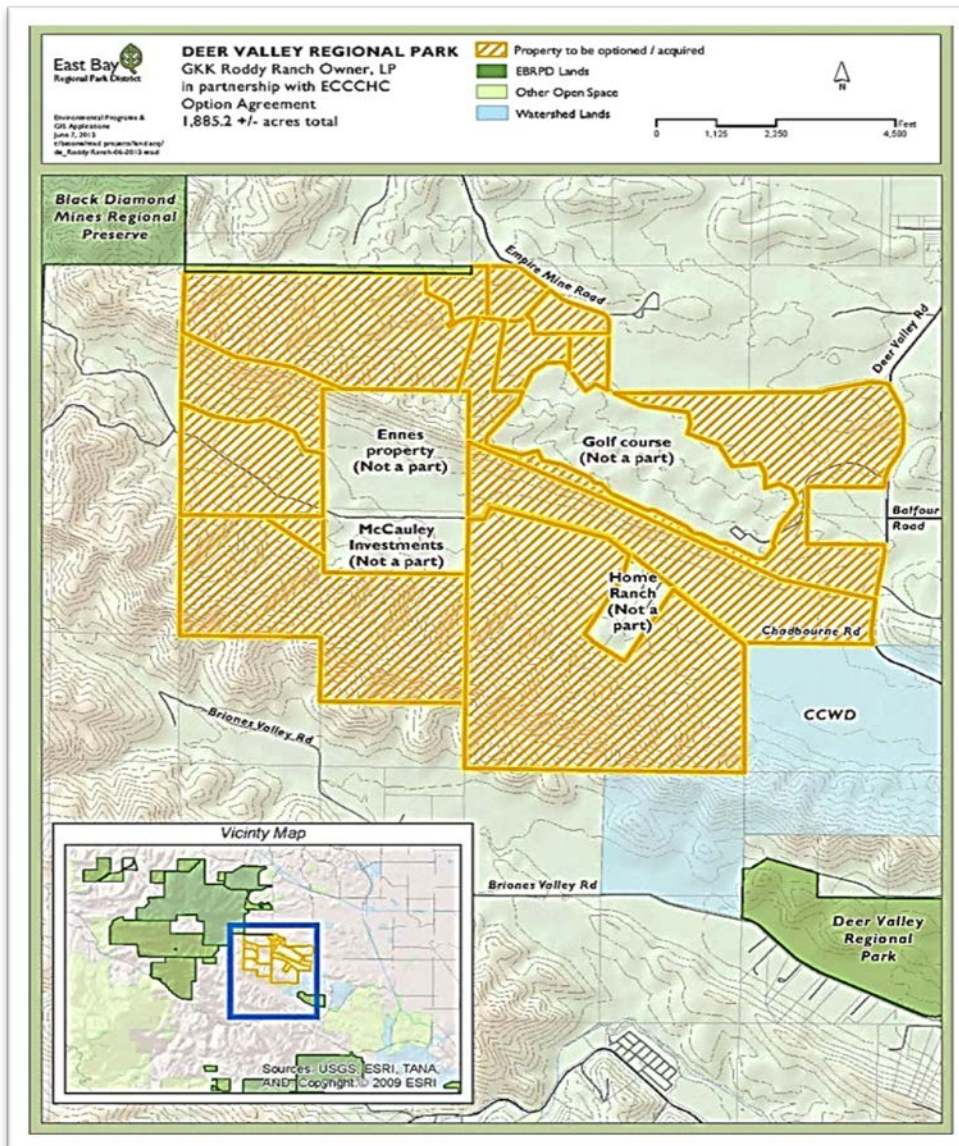 East Bay
Regional Park District
Environmental Programs &
GIS Applications
June 7, 2013
DEER VALLEY REGIONAL PARK
GKK Roddy Ranch Owner, LP
in partnership with ECCCHC
Option Agreement
1,885.2 +/- acres total
Property to be optioned / acquired
EBRPD Lands
Other Open Space
Watershed Lands
N
Feet
0 1,125 2,250 4,500
Black Diamond
Mines Regional
Preserve
Empire Mine Road
Deer Valley Rd
Ennes
property
(Not a part)
Golf course
(Not a part)
Balfour
Road
McCauley
Investments
(Not a part)
Home
Ranch
(Not a
part)
Chadbourne Rd
CCWD
Briones Valley Rd
Briones Valley Rd
Deer Valley
Regional
Park
Vicinty Map
Sources: USGS, ESRI, TANA,
AND Copyright:© 2009 ESRI